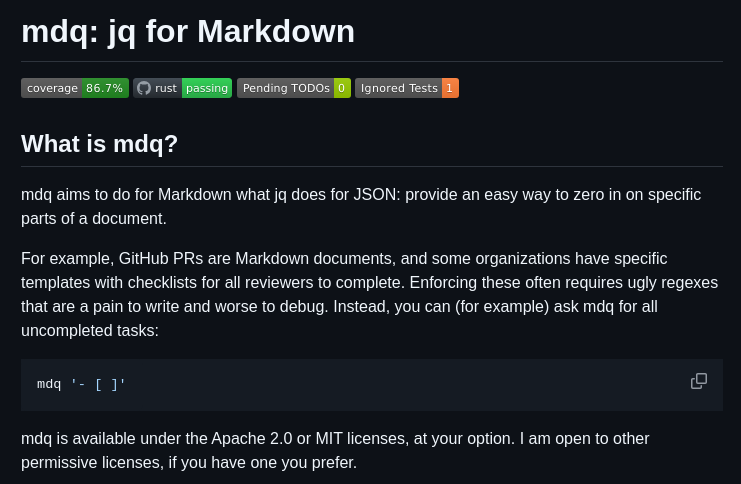 mdq: jq for Markdown
coverage 86.7% rust passing Pending TODOs 0 Ignored Tests 1
What is mdq?
mdq aims to do for Markdown what jq does for JSON: provide an easy way to zero in on specific
parts of a document.
For example, GitHub PRs are Markdown documents, and some organizations have specific
templates with checklists for all reviewers to complete. Enforcing these often requires ugly regexes
that are a pain to write and worse to debug. Instead, you can (for example) ask mdq for all
uncompleted tasks:
mdq '- [ ]'
mdq is available under the Apache 2.0 or MIT licenses, at your option. I am open to other
permissive licenses, if you have one you prefer.